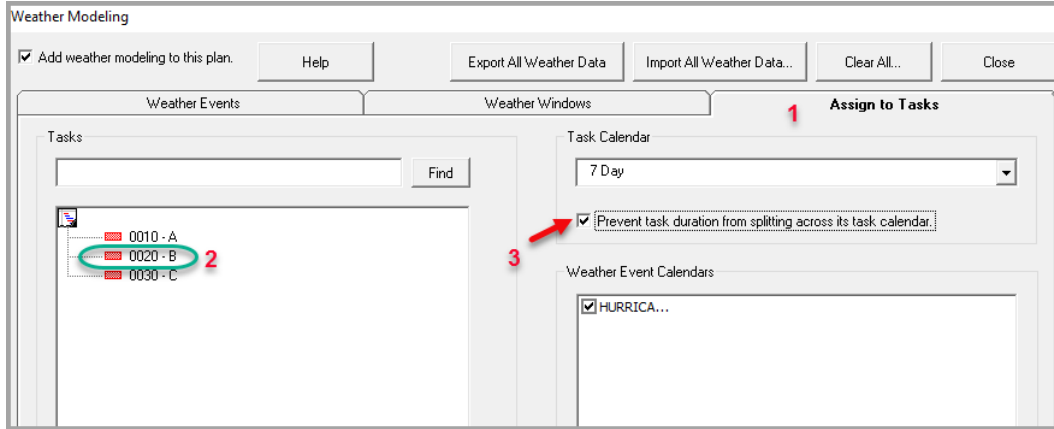 Weather Modeling
Add weather modeling to this plan.
Help
Export All Weather Data
Import All Weather Data...
Clear All...
Close
Weather Events
Weather Windows
1
Assign to Tasks
Tasks
Find
0010 - A
0020 - B
2
0030 - C
Task Calendar
7 Day
3
Prevent task duration from splitting across its task calendar.
Weather Event Calendars
HURRICA...